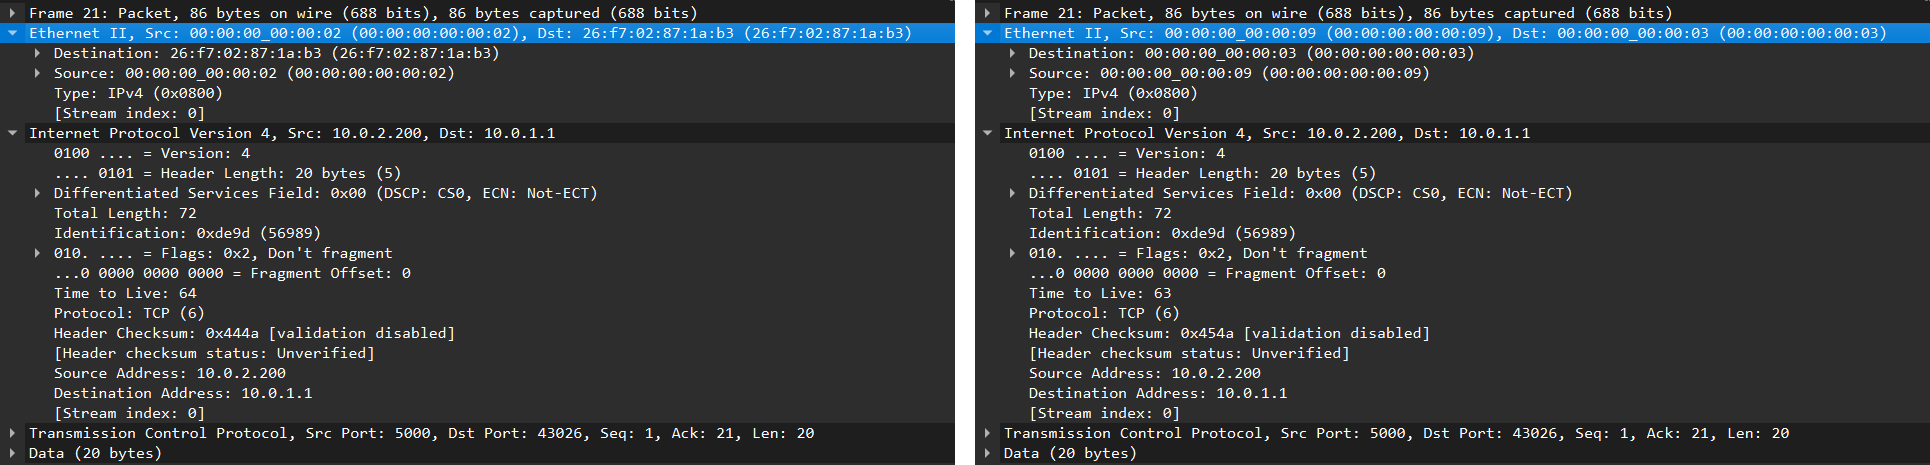 Frame 21: Packet, 86 bytes on wire (688 bits), 86 bytes captured (688 bits)
Ethernet II, Src: 00:00:00_00:00:02 (00:00:00:00:00:02), Dst: 26:f7:02:87:1a:b3 (26:f7:02:87:1a:b3)
Destination: 26:f7:02:87:1a:b3 (26:f7:02:87:1a:b3)
Source: 00:00:00_00:00:02 (00:00:00:00:00:02)
Type: IPv4 (0x0800)
[Stream index: 0]
Internet Protocol Version 4, Src: 10.0.2.200, Dst: 10.0.1.1
0100 .... = Version: 4
.... 0101 = Header Length: 20 bytes (5)
Differentiated Services Field: 0x00 (DSCP: CS0, ECN: Not-ECT)
Total Length: 72
Identification: 0xde9d (56989)
010. .... = Flags: 0x2, Don't fragment
...0 0000 0000 0000 = Fragment Offset: 0
Time to Live: 64
Protocol: TCP (6)
Header Checksum: 0x444a [validation disabled]
[Header checksum status: Unverified]
Source Address: 10.0.2.200
Destination Address: 10.0.1.1
[Stream index: 0]
Transmission Control Protocol, Src Port: 5000, Dst Port: 43026, Seq: 1, Ack: 21, Len: 20
Data (20 bytes)
Frame 21: Packet, 86 bytes on wire (688 bits), 86 bytes captured (688 bits)
Ethernet II, Src: 00:00:00_00:00:09 (00:00:00:00:00:09), Dst: 00:00:00_00:00:03 (00:00:00:00:00:03)
Destination: 00:00:00_00:00:03 (00:00:00:00:00:03)
Source: 00:00:00_00:00:09 (00:00:00:00:00:09)
Type: IPv4 (0x0800)
[Stream index: 0]
Internet Protocol Version 4, Src: 10.0.2.200, Dst: 10.0.1.1
0100 .... = Version: 4
.... 0101 = Header Length: 20 bytes (5)
Differentiated Services Field: 0x00 (DSCP: CS0, ECN: Not-ECT)
Total Length: 72
Identification: 0xde9d (56989)
010. .... = Flags: 0x2, Don't fragment
...0 0000 0000 0000 = Fragment Offset: 0
Time to Live: 63
Protocol: TCP (6)
Header Checksum: 0x454a [validation disabled]
[Header checksum status: Unverified]
Source Address: 10.0.2.200
Destination Address: 10.0.1.1
[Stream index: 0]
Transmission Control Protocol, Src Port: 5000, Dst Port: 43026, Seq: 1, Ack: 21, Len: 20
Data (20 bytes)